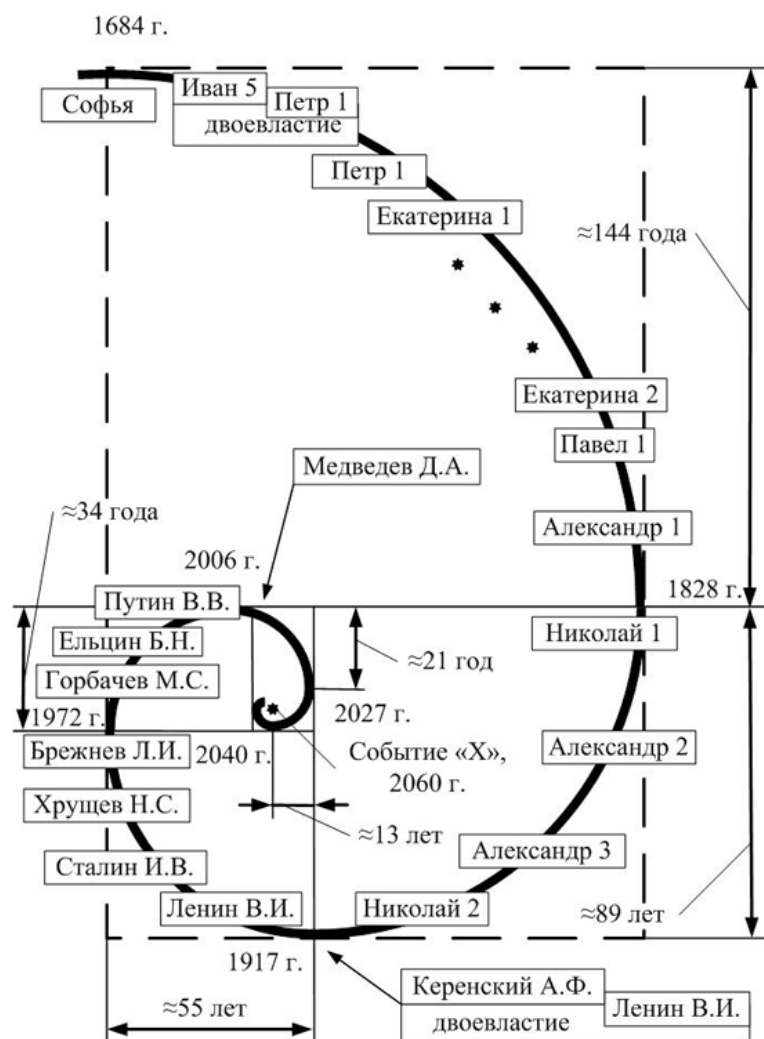 1684 г.
Софья
Иван 5
Петр 1
двоевластие
Петр 1
Екатерина 1
≈144 года
Екатерина 2
Павел 1
Медведев Д.А.
≈34 года
Александр 1
2006 г.
1828 г.
Путин В.В.
Николай 1
Ельцин Б.Н.
≈21 год
Горбачев М.С.
1972 г.
2027 г.
Брежнев Л.И.
2040 г.
Событие «X»,
2060 г.
Александр 2
Хрущев Н.С.
≈13 лет
Александр 3
Сталин И.В.
Ленин В.И.
Николай 2
≈89 лет
1917 г.
Керенский А.Ф.
≈55 лет
Ленин В.И.
двоевластие